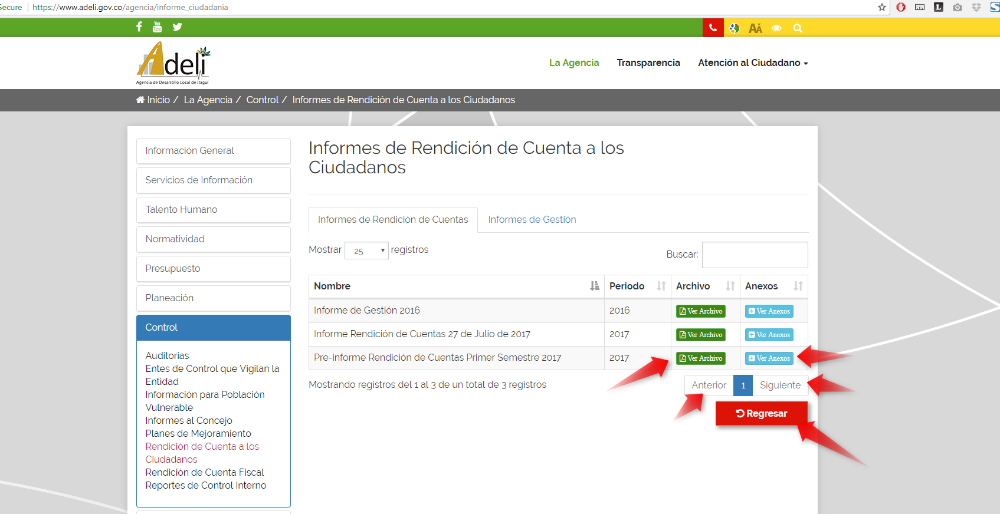 Secure | https://www.adeli.gov.co/agencia/informe_ciudadania
You Tube
Adeli
Agencia de Desarrollo Local de Itagüí
La Agencia Transparencia Atención al Ciudadano
Inicio / La Agencia / Control / Informes de Rendición de Cuenta a los Ciudadanos
Información General
Servicios de Información
Talento Humano
Normatividad
Presupuesto
Planeación
Control
Auditorias
Entes de Control que Vigilan la
Entidad
Información para Población
Vulnerable
Informes al Concejo
Planes de Mejoramiento
Rendición de Cuenta a los
Ciudadanos
Rendición de Cuenta Fiscal
Reportes de Control Interno
Informes de Rendición de Cuenta a los
Ciudadanos
Informes de Rendición de Cuentas Informes de Gestión
Mostrar 25 registros
Buscar:
Nombre Periodo Archivo Anexos
Informe de Gestión 2016 2016 Ver Archivo Ver Anexos
Informe Rendición de Cuentas 27 de Julio de 2017 2017 Ver Archivo Ver Anexos
Pre-informe Rendición de Cuentas Primer Semestre 2017 2017 Ver Archivo Ver Anexos
Mostrando registros del 1 al 3 de un total de 3 registros
Anterior 1 Siguiente
Regresar